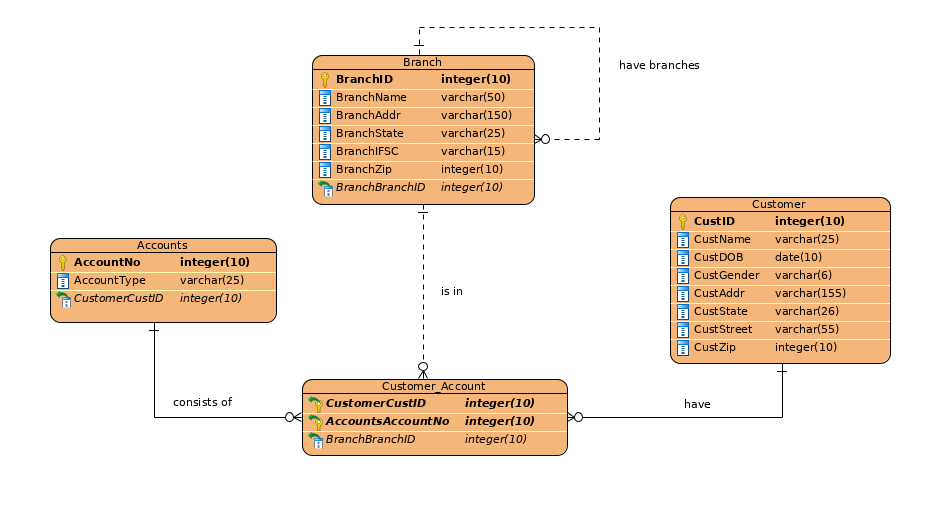 have branches
Branch
BranchID integer(10)
BranchName varchar(50)
BranchAddr varchar(150)
BranchState varchar(25)
BranchIFSC varchar(15)
BranchZip integer(10)
BranchBranchID integer(10)
Customer
CustID integer(10)
CustName varchar(25)
CustDOB date(10)
CustGender varchar(6)
CustAddr varchar(155)
CustState varchar(26)
CustStreet varchar(55)
CustZip integer(10)
Accounts
AccountNo integer(10)
AccountType varchar(25)
CustomerCustID integer(10)
is in
consists of
have
Customer_Account
CustomerCustID integer(10)
AccountsAccountNo integer(10)
BranchBranchID integer(10)